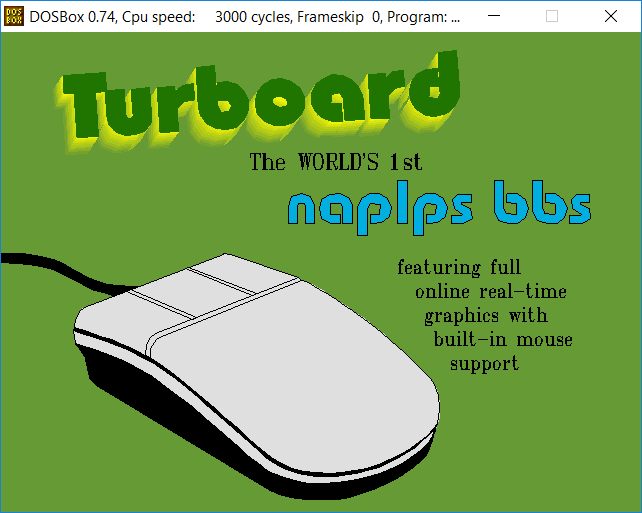 DOS BOX
DOSBox 0.74, Cpu speed: 3000 cycles, Frameskip 0, Program: ...
Turboard
The WORLD'S 1st
naplps bbs
featuring full
online real-time
graphics with
built-in mouse
support